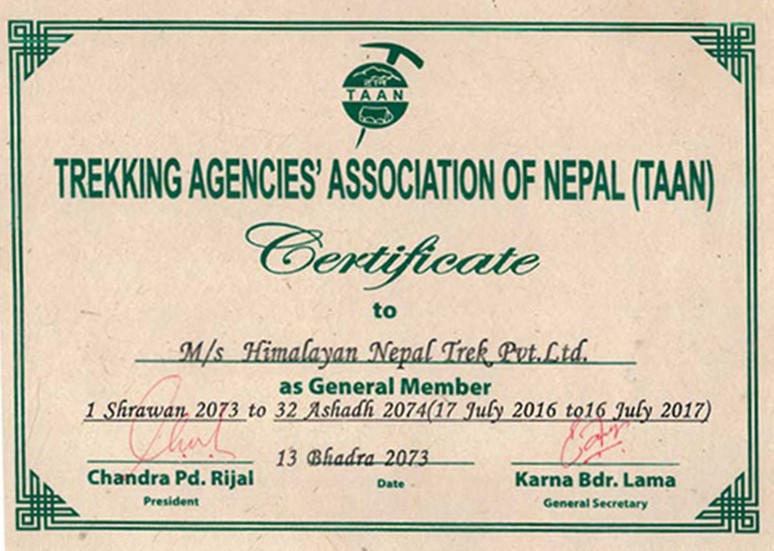 TAAN
TREKKING AGENCIES' ASSOCIATION OF NEPAL (TAAN)
Certificate
to
M/s Himalayan Nepal Trek Pvt.Ltd.
as General Member
1 Shrawan 2073 to 32 Ashadh 2074(17 July 2016 to16 July 2017)
13 Bhadra 2073
Chandra Pd. Rijal
President
Date
Karna Bdr. Lama
General Secretary